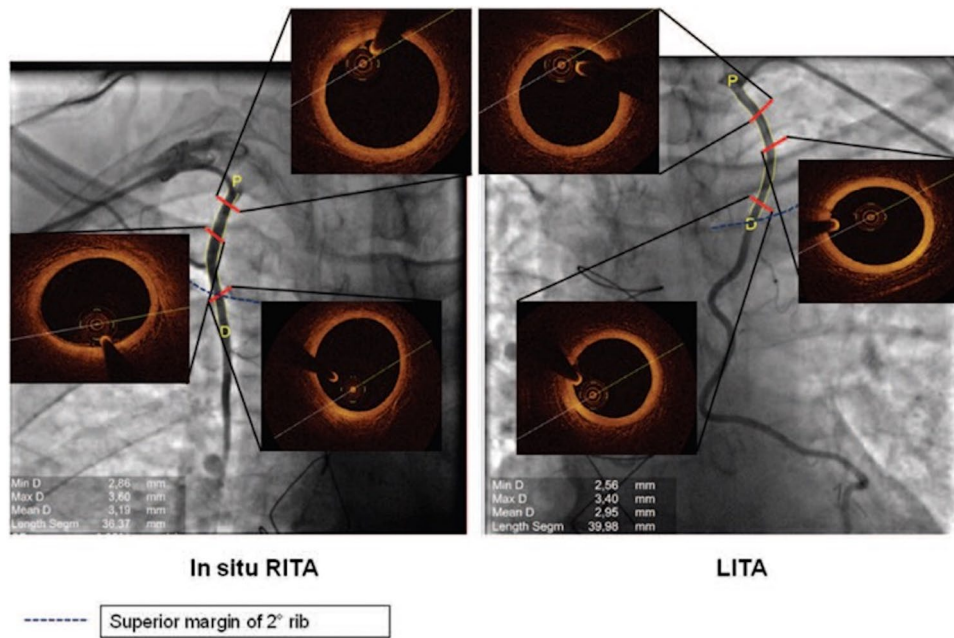 P
D
Min D 2,86 mm
Max D 3,60 mm
Mean D 3,19 mm
Length Segm 36,37 mm
P
D
Min D 2,56 mm
Max D 3,40 mm
Mean D 2,95 mm
Length Segm 39,98 mm
In situ RITA
LITA
Superior margin of 2° rib